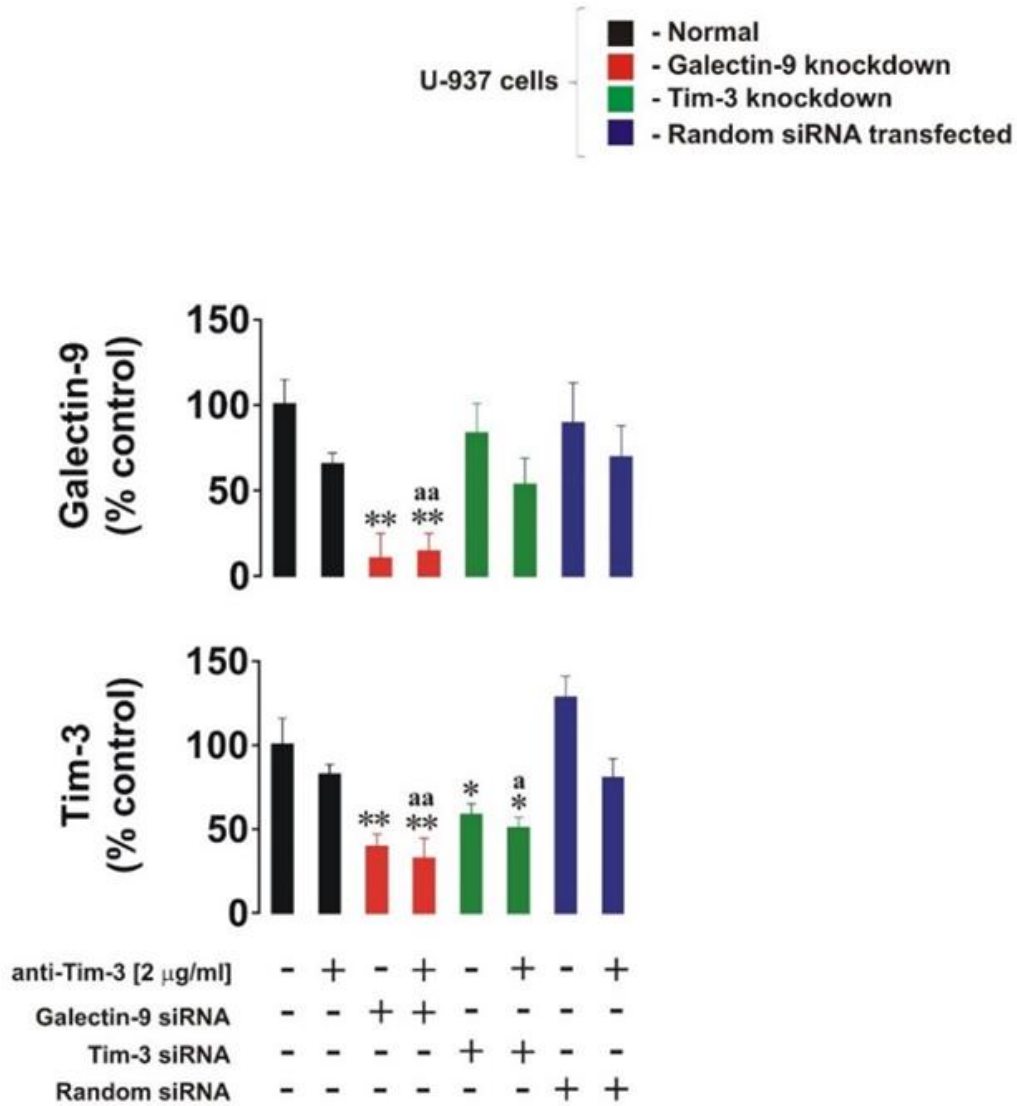 U-937 cells
- Normal
- Galectin-9 knockdown
- Tim-3 knockdown
- Random siRNA transfected
Galectin-9
(% control)
150
100
50
0
**
aa
**
Tim-3
(% control)
150
100
50
0
**
aa
**
*
a
*
anti-Tim-3 [2 μg/ml] - + - + - + - +
Galectin-9 siRNA - - + + - - - -
Tim-3 siRNA - - - - + + - -
Random siRNA - - - - - - + +